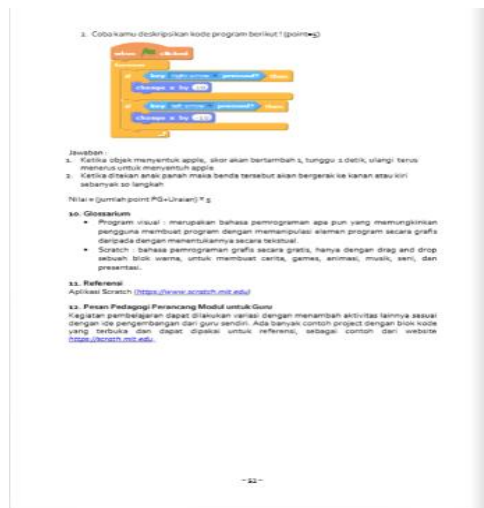 2. Coba kamu deskripsikan kode program berikut ! (point=5)
when clicked
forever
if key right arrow pressed? then
change x by 10
if key left arrow pressed? then
change x by -10
Jawaban :
1. Ketika objek menyentuk apple, skor akan bertambah 1, tunggu 1 detik, ulangi terus
menerus untuk menyentuh apple
2. Ketika ditekan anak panah maka benda tersebut akan bergerak ke kanan atau kiri
sebanyak 10 langkah
Nilai = (jumlah point PG+Uraian) * 5
10. Glossarium
• Program visual : merupakan bahasa pemrograman apa pun yang memungkinkan
pengguna membuat program dengan memanipulasi elemen program secara grafis
daripada dengan menentukannya secara tekstual.
• Scratch : bahasa pemrograman grafis secara gratis, hanya dengan drag and drop
sebuah blok warna, untuk membuat cerita, games, animasi, musik, seni, dan
presentasi.
11. Referensi
Aplikasi Scratch (https://www.scratch.mit.edu)
12. Pesan Pedagogi Perancang Modul untuk Guru
Kegiatan pembelajaran dapat dilakukan variasi dengan menambah aktivitas lainnya sesuai
dengan ide pengembangan dari guru sendiri. Ada banyak contoh project dengan blok kode
yang terbuka dan dapat dipakai untuk referensi, sebagai contoh dari website
https://scrath.mit.edu.